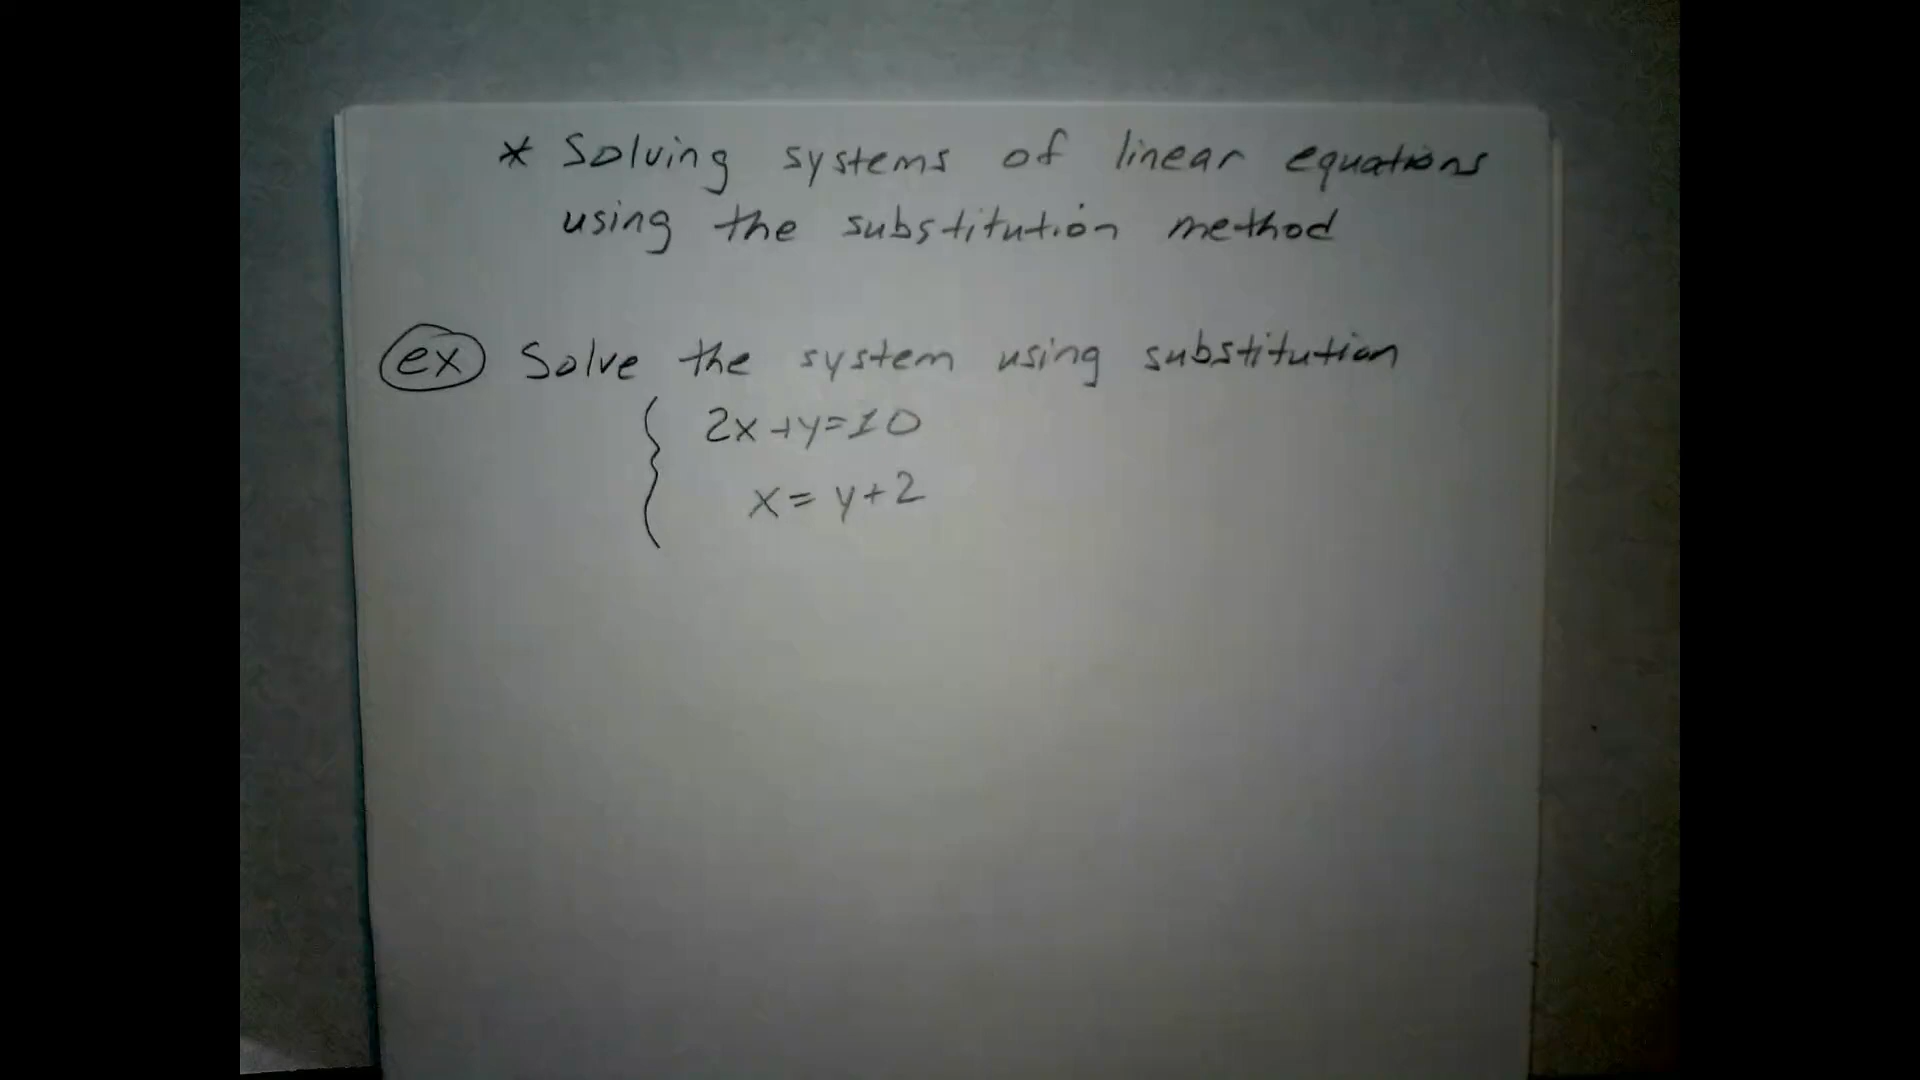 * Solving systems of linear equations
using the substitution method
ex Solve the system using substitution
2x+y=10
x=y+2